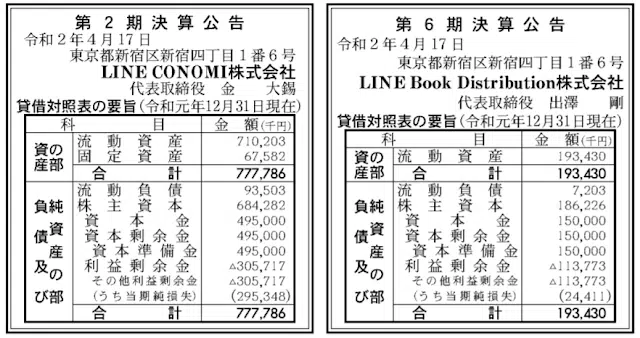 第2期決算公告
令和2年4月17日
東京都新宿区新宿四丁目1番6号
LINE CONOMI株式会社
代表取締役 金 大錫
貸借対照表の要旨(令和元年12月31日現在)
科 目 金 額(千円)
資産の部
流動資産 710,203
固定資産 67,582
合計 777,786
負債及び純資産の部
流動負債 93,503
株主資本 684,282
資本金 495,000
資本剰余金 495,000
資本準備金 495,000
利益剰余金 △305,717
その他利益剰余金 △305,717
(うち当期純損失) (295,348)
合計 777,786
第6期決算公告
令和2年4月17日
東京都新宿区新宿四丁目1番6号
LINE Book Distribution株式会社
代表取締役 出澤 剛
貸借対照表の要旨(令和元年12月31日現在)
科 目 金 額(千円)
資産の部
流動資産 193,430
合計 193,430
負債及び純資産の部
流動負債 7,203
株主資本 186,226
資本金 150,000
資本剰余金 150,000
資本準備金 150,000
利益剰余金 △113,773
その他利益剰余金 △113,773
(うち当期純損失) (24,411)
合計 193,430